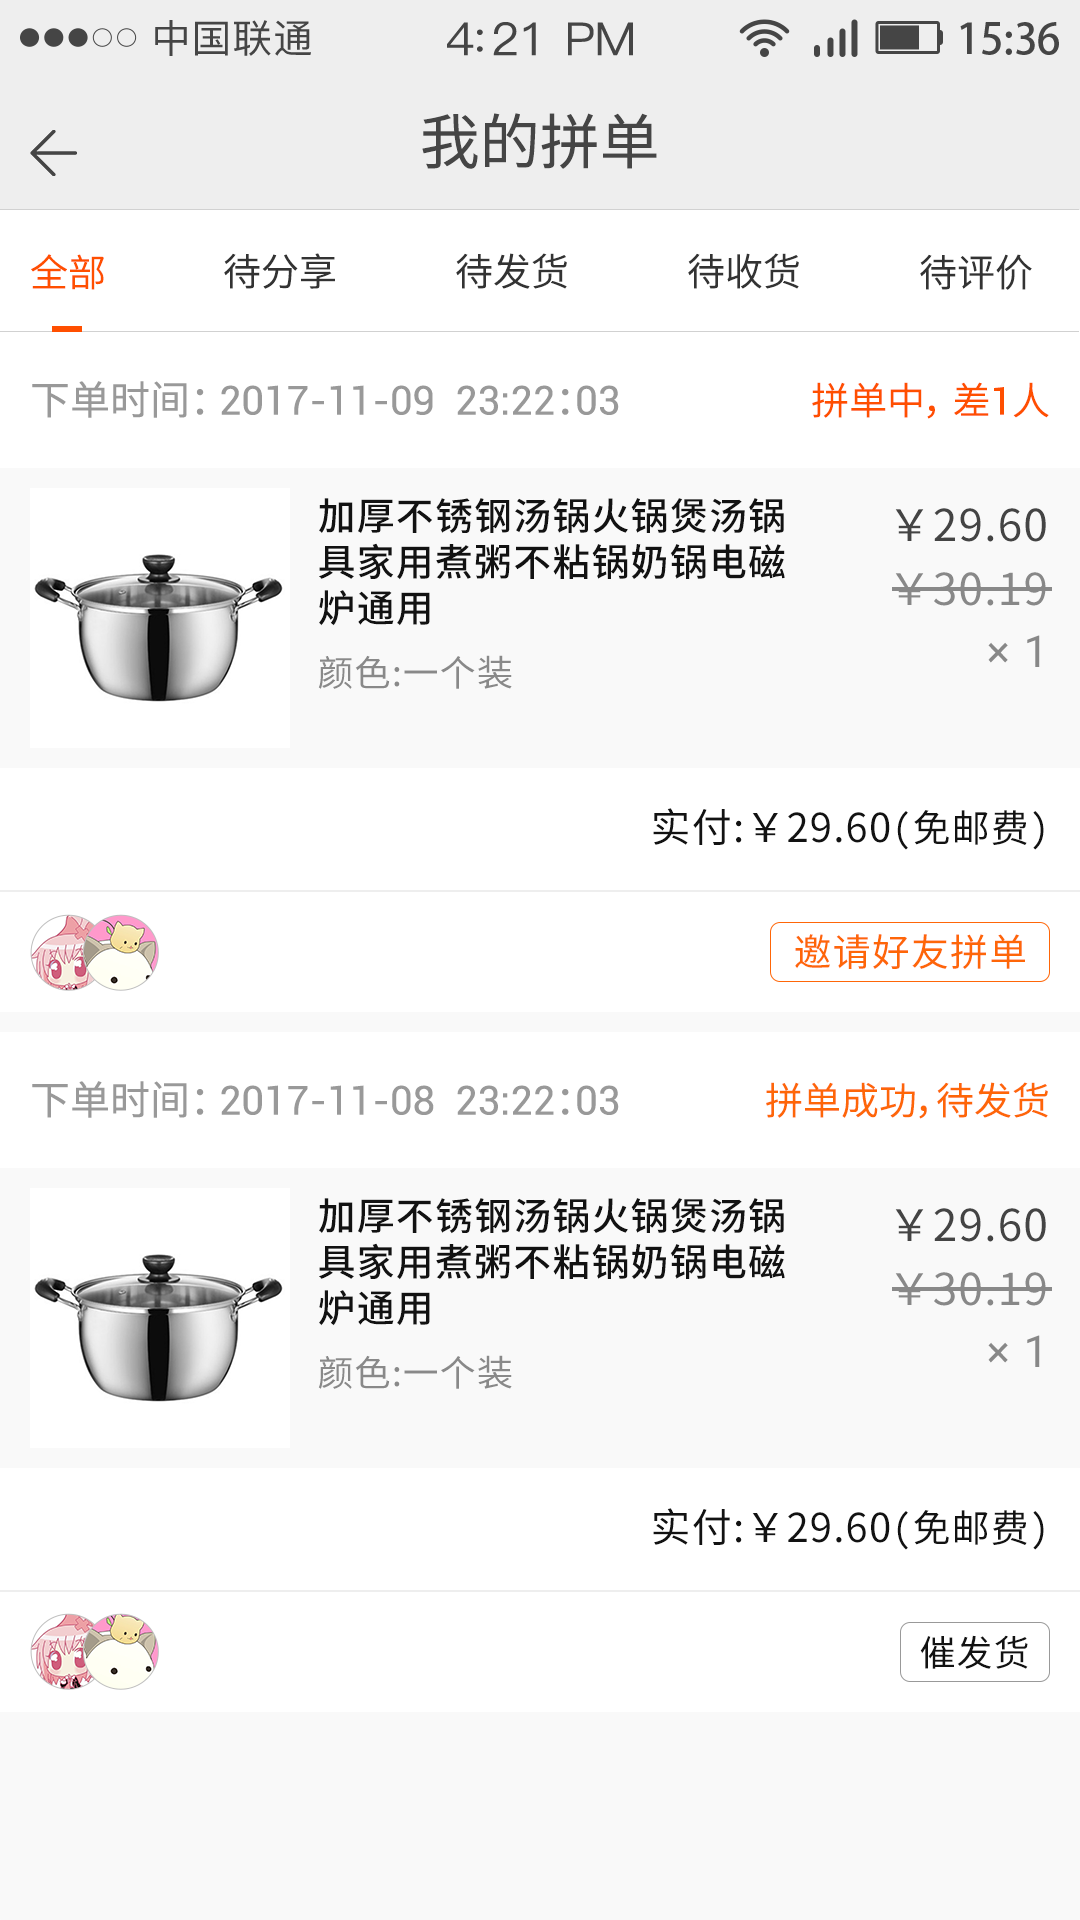 中国联通 4:21 PM 15:36
我的拼单
全部 待分享 待发货 待收货 待评价
下单时间：2017-11-09 23:22:03 拼单中，差1人
加厚不锈钢汤锅火锅煲汤锅 ￥29.60
具家用煮粥不粘锅奶锅电磁 ￥30.19
炉通用
× 1
颜色:一个装
实付:￥29.60(免邮费)
邀请好友拼单
下单时间：2017-11-08 23:22:03 拼单成功，待发货
加厚不锈钢汤锅火锅煲汤锅 ￥29.60
具家用煮粥不粘锅奶锅电磁 ￥30.19
炉通用
× 1
颜色:一个装
实付:￥29.60(免邮费)
催发货